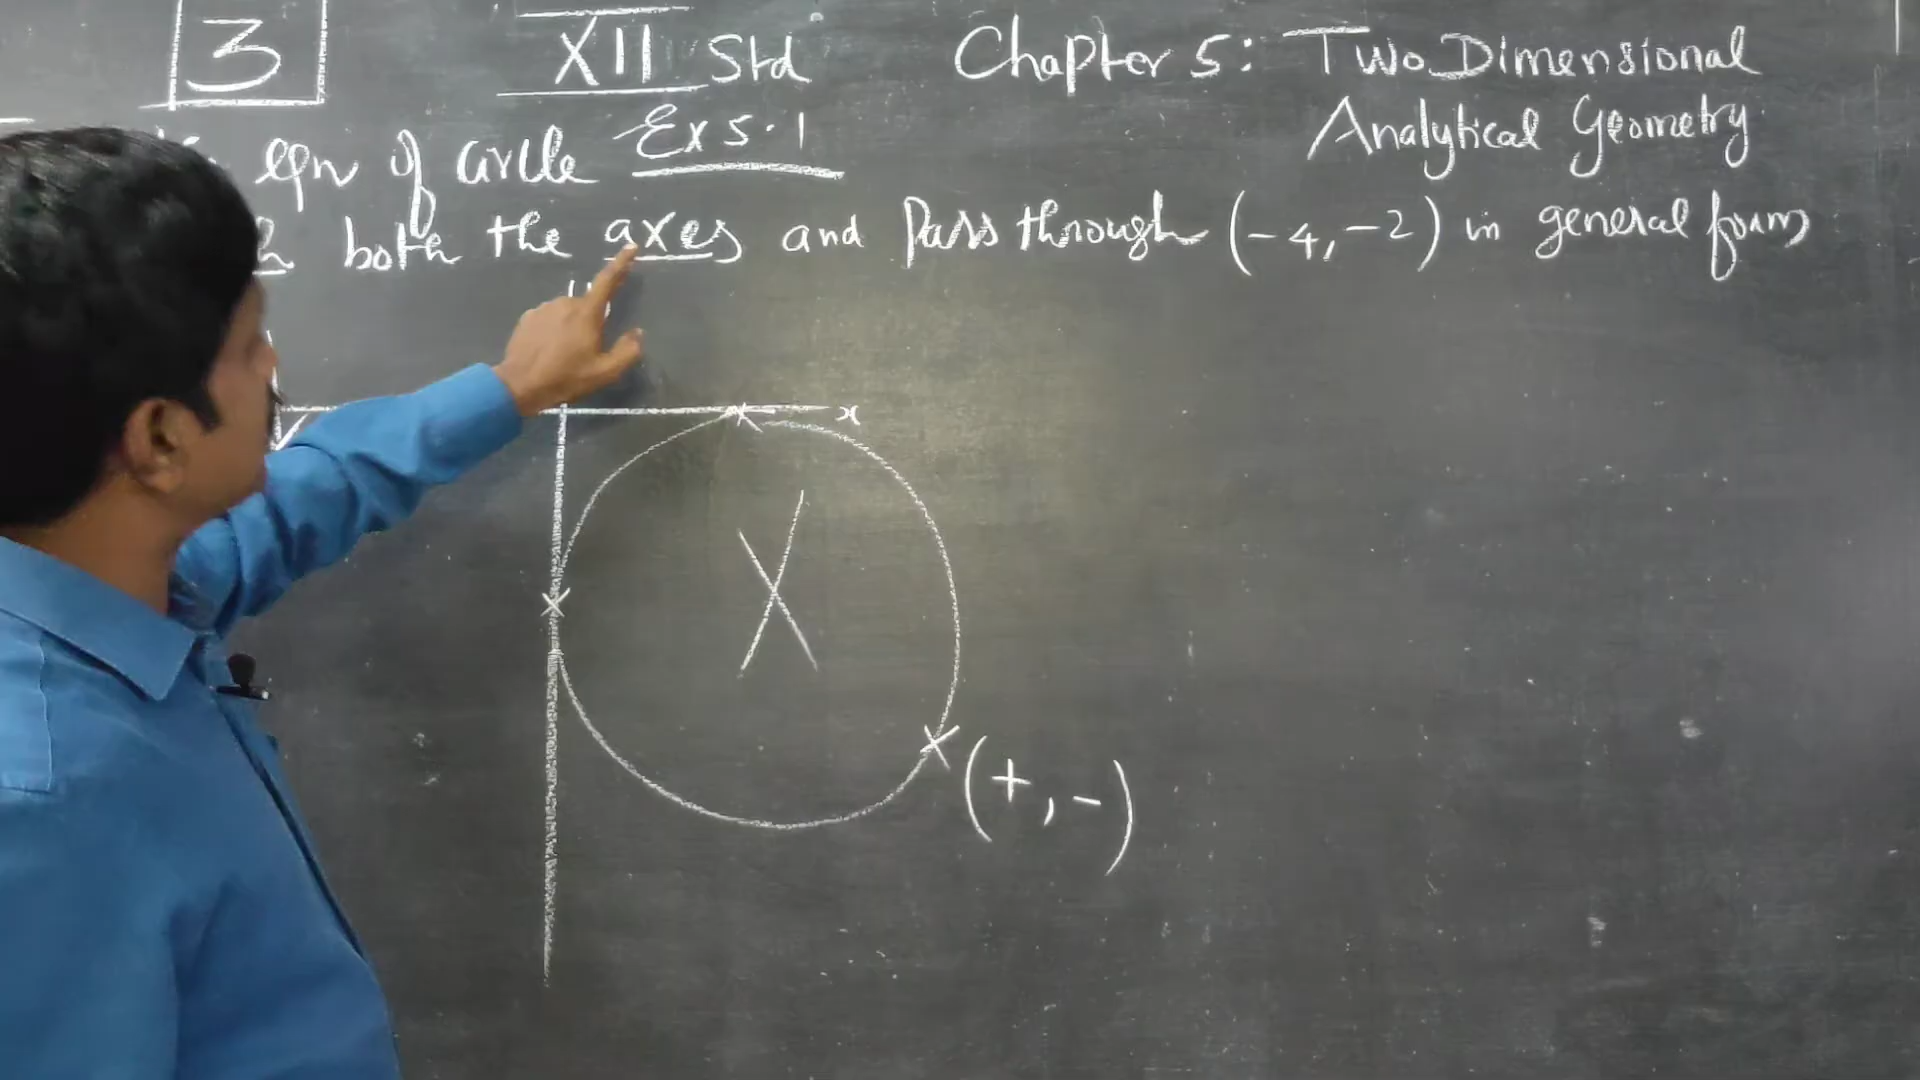 3 XII Std Chapter 5: Two Dimensional
Analytical Geometry
Ex 5.1
eqn of circle
both the axes and Pass through (-4, -2) in general form
x
(+, -)